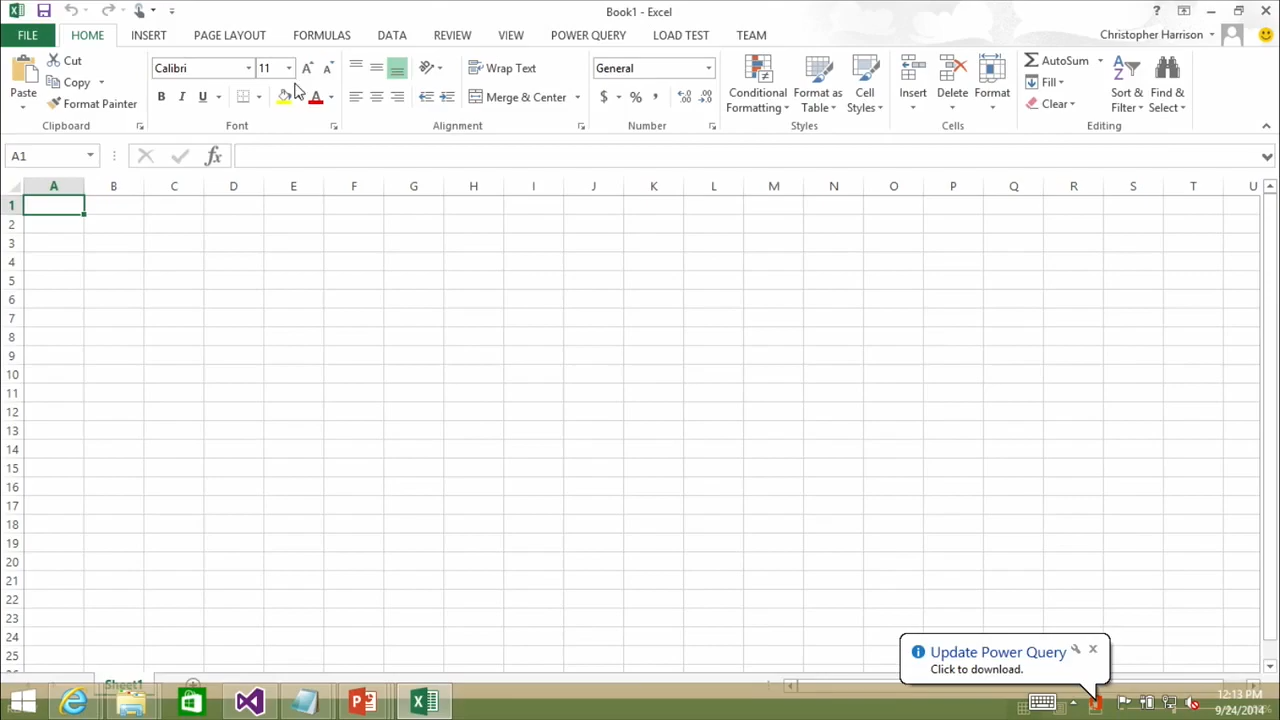 Book1 - Excel
?
FILE
HOME
INSERT
PAGE LAYOUT
FORMULAS
DATA
REVIEW
VIEW
POWER QUERY
LOAD TEST
TEAM
Christopher Harrison
Paste
Cut
Copy
Format Painter
Clipboard
Calibri
11
B I U
Font
Wrap Text
Merge & Center
Alignment
General
$ % ,
Number
Conditional Formatting
Format as Table
Cell Styles
Styles
Insert
Delete
Format
Cells
AutoSum
Fill
Clear
Sort & Filter
Find & Select
Editing
A1
fx
A B C D E F G H I J K L M N O P Q R S T U
1
2
3
4
5
6
7
8
9
10
11
12
13
14
15
16
17
18
19
20
21
22
23
24
25
Update Power Query
Click to download.
Sheet1
12:13 PM
9/24/2014